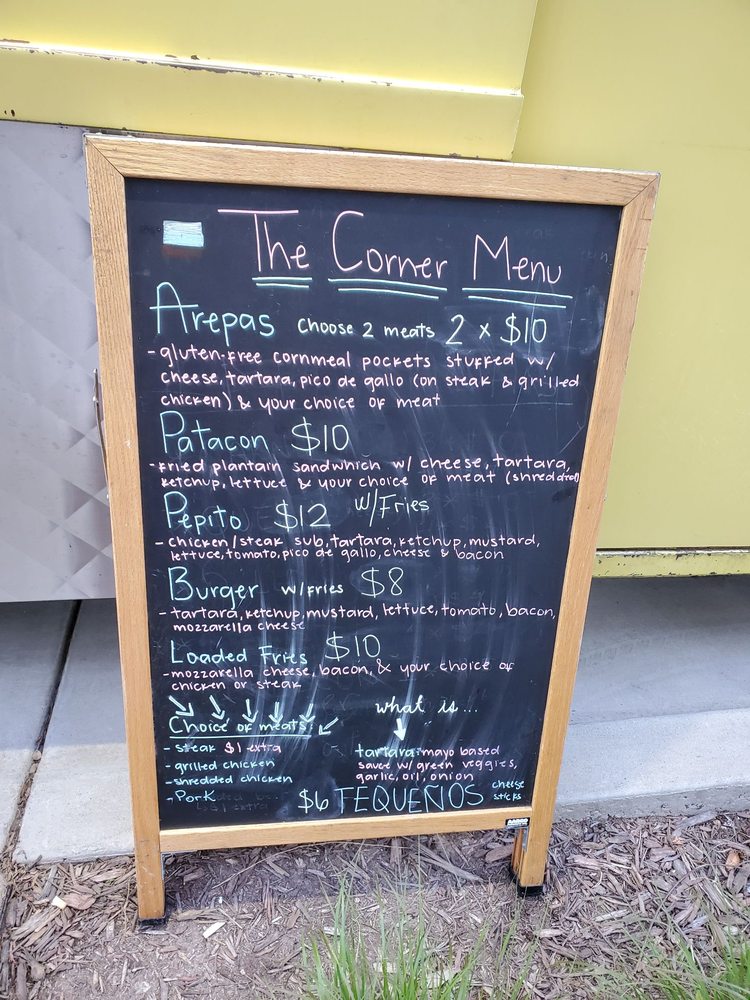 The Corner Menu
Arepas choose 2 meats 2 x $10
- gluten-free cornmeal pockets stuffed w/
cheese, tartara, pico de gallo (on steak & grilled
chicken) & your choice of meat
Patacon $10
- fried plantain sandwhich w/ cheese, tartara,
ketchup, lettuce & your choice of meat (shredded)
Pepito $12 w/Fries
- chicken/steak sub, tartara, ketchup, mustard,
lettuce, tomato, pico de gallo, cheese & bacon
Burger w/fries $8
- tartara, ketchup, mustard, lettuce, tomato, bacon,
mozzarella cheese
Loaded Fries $10
- mozzarella cheese, bacon, & your choice of
chicken or steak
Choice of meats:
- steak $1 extra
- grilled chicken
- shredded chicken
- Pork
what is...
tartara: mayo based
sauce w/ green veggies,
garlic, oil, onion
$6 TEQUEÑOS cheese
sticks